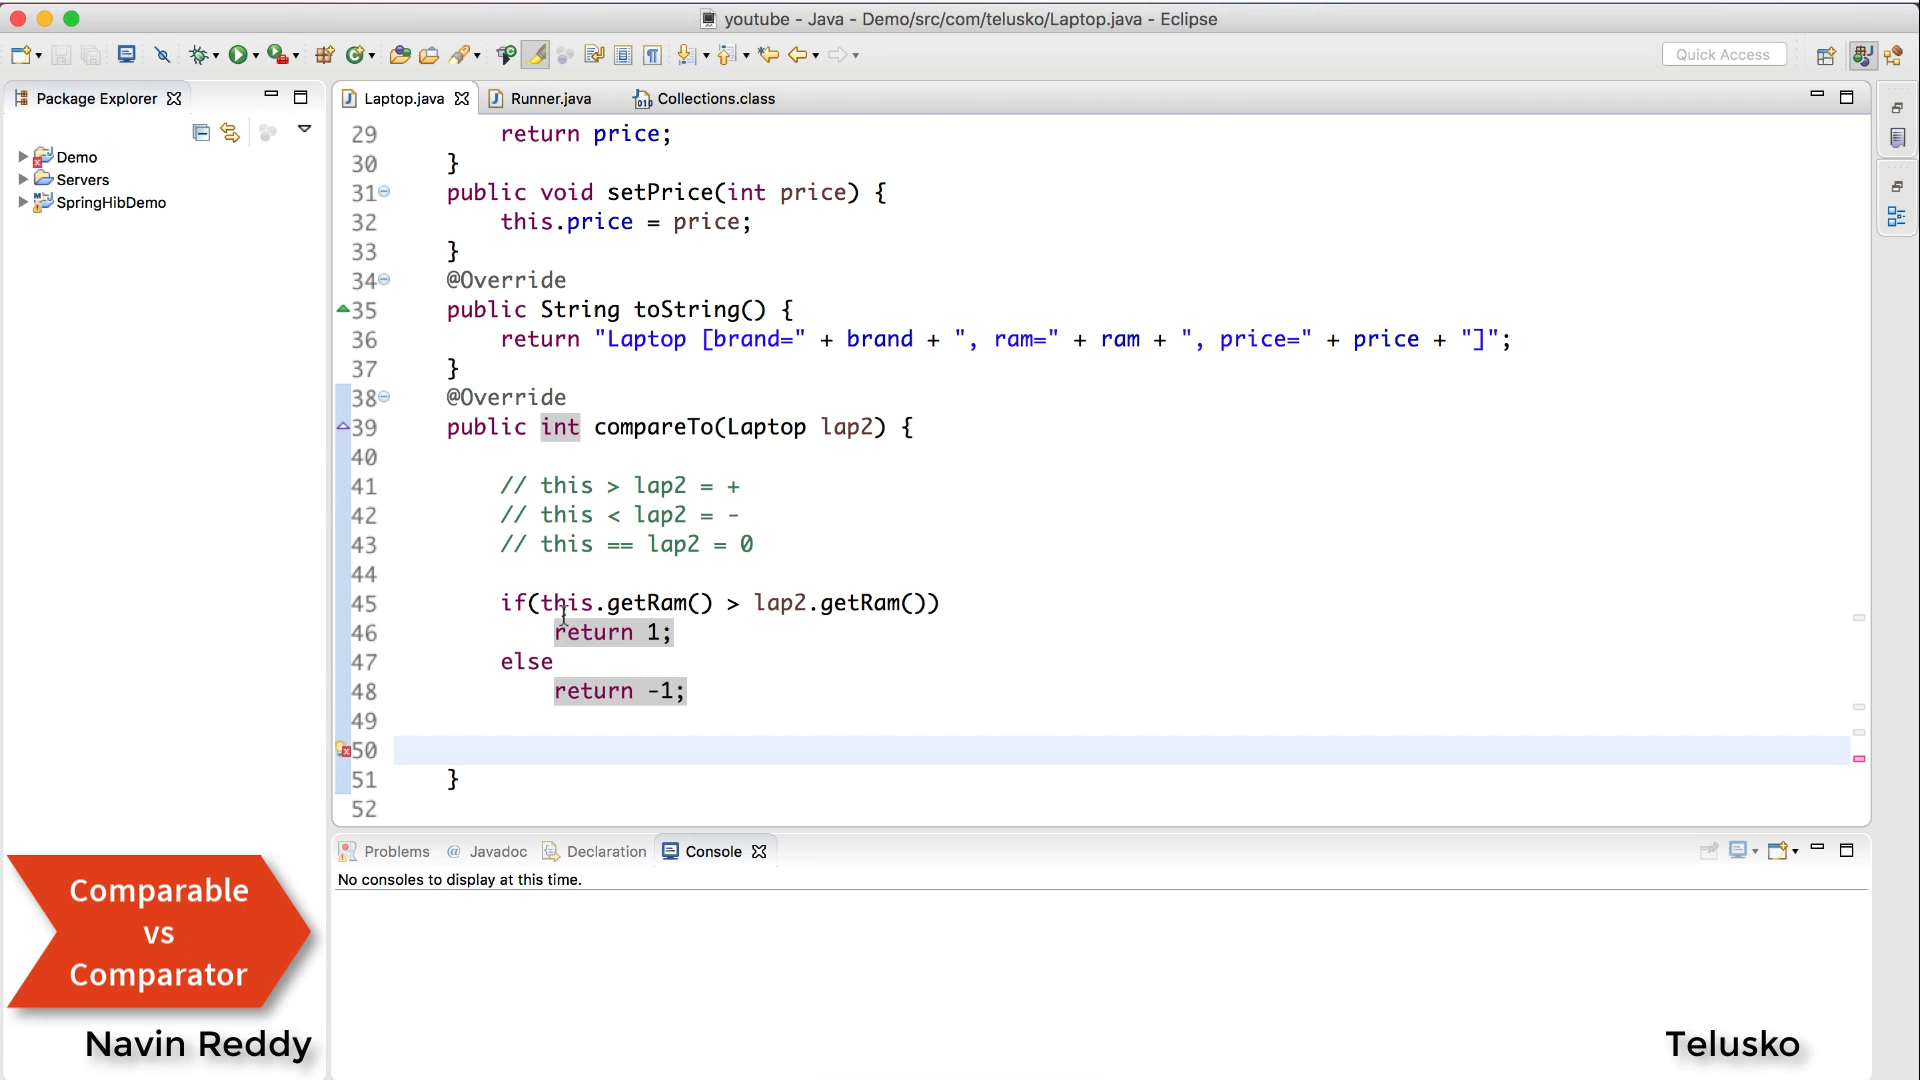 youtube - Java - Demo/src/com/telusko/Laptop.java - Eclipse
Quick Access
Package Explorer
Laptop.java
Runner.java
Collections.class
Demo
Servers
SpringHibDemo
29 return price;
30 }
31 public void setPrice(int price) {
32 this.price = price;
33 }
34 @Override
35 public String toString() {
36 return "Laptop [brand=" + brand + ", ram=" + ram + ", price=" + price + "]";
37 }
38 @Override
39 public int compareTo(Laptop lap2) {
40
41 // this > lap2 = +
42 // this < lap2 = -
43 // this == lap2 = 0
44
45 if(this.getRam() > lap2.getRam())
46 return 1;
47 else
48 return -1;
49
50
51 }
52
Problems @ Javadoc Declaration Console
No consoles to display at this time.
Comparable
vs
Comparator
Navin Reddy
Telusko